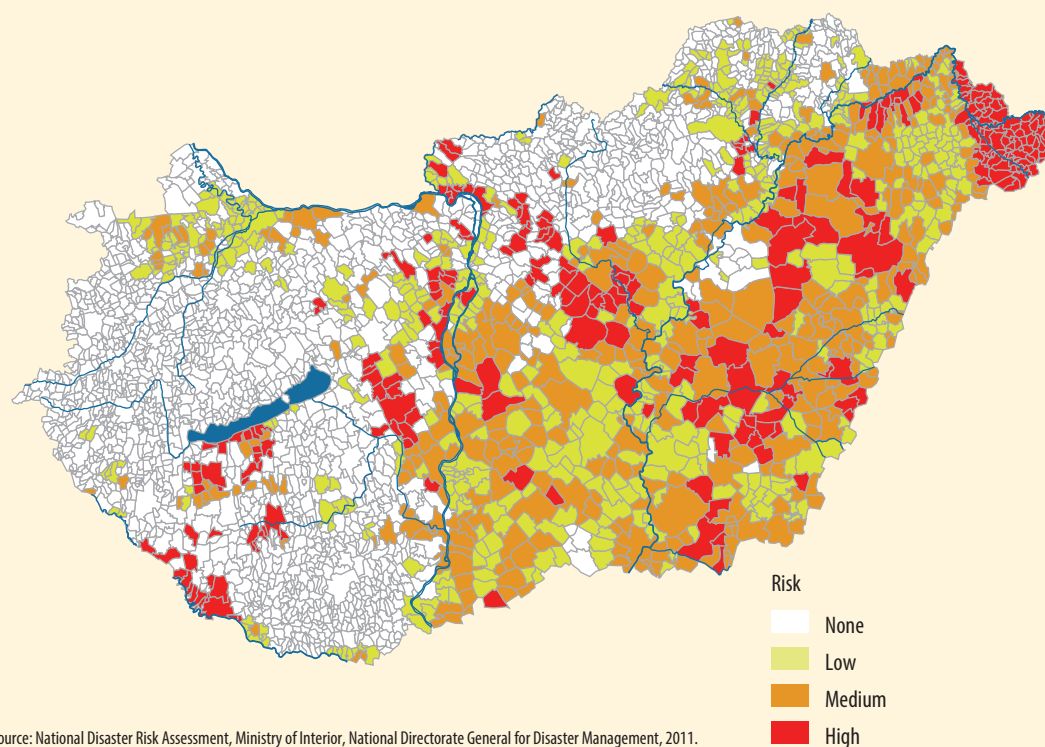 Risk
None
Low
Medium
High
ource: National Disaster Risk Assessment, Ministry of Interior, National Directorate General for Disaster Management, 2011.